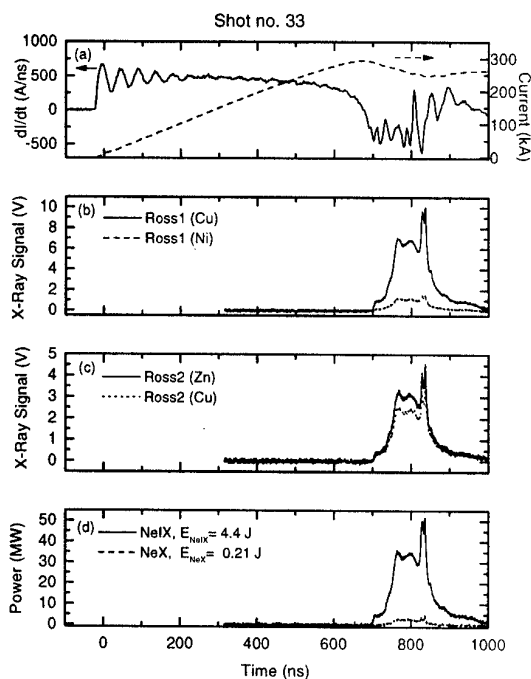 Shot no. 33
(a)
1000
500
0
-500
dI/dt (A/ns)
300
200
100
0
Current (kA)
(b)
Ross1 (Cu)
Ross1 (Ni)
10
8
6
4
2
0
X-Ray Signal (V)
(c)
Ross2 (Zn)
Ross2 (Cu)
5
4
3
2
1
0
X-Ray Signal (V)
(d)
NeIX, E_NeIX = 4.4 J
NeX, E_NeX = 0.21 J
50
40
30
20
10
0
Power (MW)
0 200 400 600 800 1000
Time (ns)